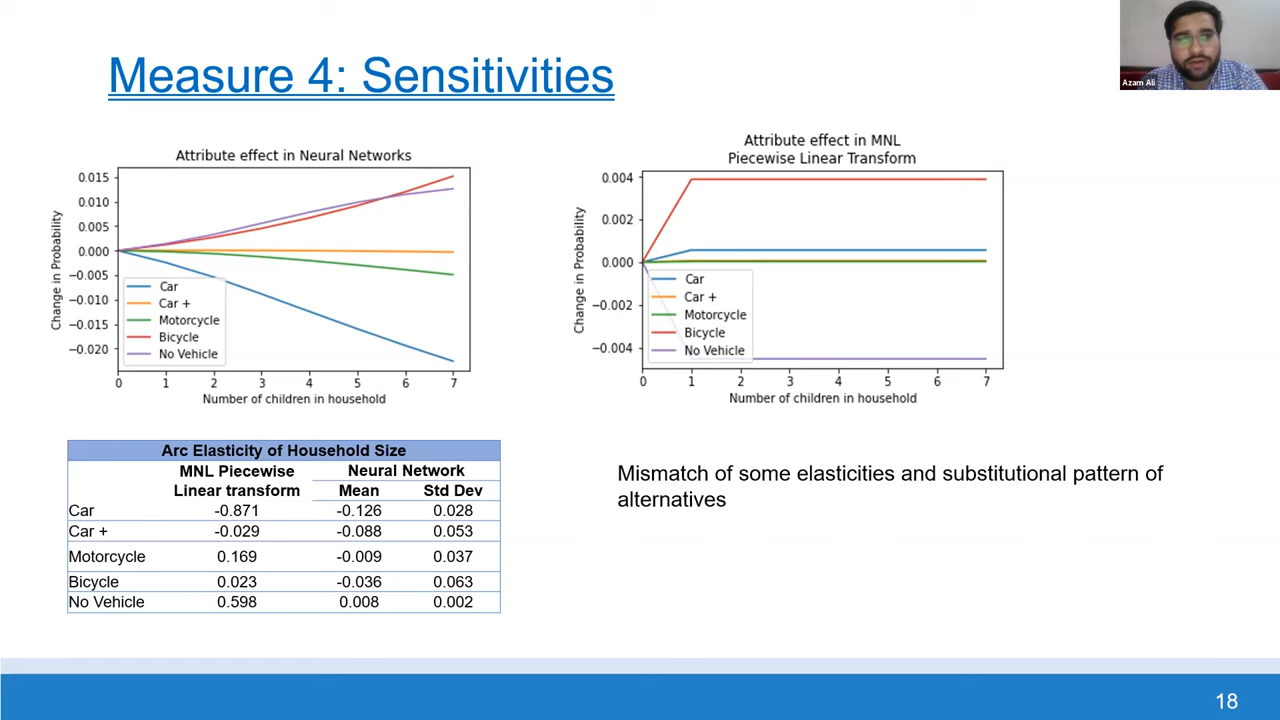 Azam Ali
Measure 4: Sensitivities
Attribute effect in Neural Networks
Change in Probability
0.015
0.010
0.005
0.000
−0.005
−0.010
−0.015
−0.020
Car
Car +
Motorcycle
Bicycle
No Vehicle
0 1 2 3 4 5 6 7
Number of children in household
Attribute effect in MNL
Piecewise Linear Transform
Change in Probability
0.004
0.002
0.000
−0.002
−0.004
Car
Car +
Motorcycle
Bicycle
No Vehicle
0 1 2 3 4 5 6 7
Number of children in household
Arc Elasticity of Household Size
MNL Piecewise Neural Network
Linear transform Mean Std Dev
Car -0.871 -0.126 0.028
Car + -0.029 -0.088 0.053
Motorcycle 0.169 -0.009 0.037
Bicycle 0.023 -0.036 0.063
No Vehicle 0.598 0.008 0.002
Mismatch of some elasticities and substitutional pattern of
alternatives
18